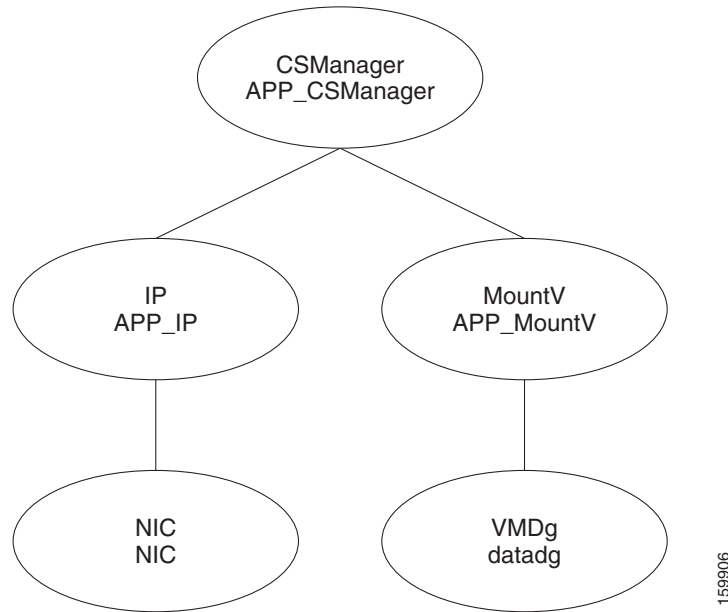 CSManager
APP_CSManager
IP
APP_IP
MountV
APP_MountV
NIC
NIC
VMDg
datadg
159906